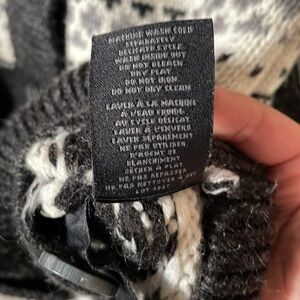 MACHINE WASH COLD
SEPARATELY
DELICATE CYCLE
WASH INSIDE OUT
DO NOT BLEACH
DRY FLAT
DO NOT IRON
DO NOT DRY CLEAN
LAVER À LA MACHINE
À L'EAU FROIDE
AU CYCLE DÉLICAT
LAVER À L'ENVERS
LAVER SÉPARÉMENT
NE PAS UTILISER
D'AGENT DE
BLANCHIMENT
SÉCHER À PLAT
NE PAS REPASSER
NE PAS NETTOYER À SEC
LOT